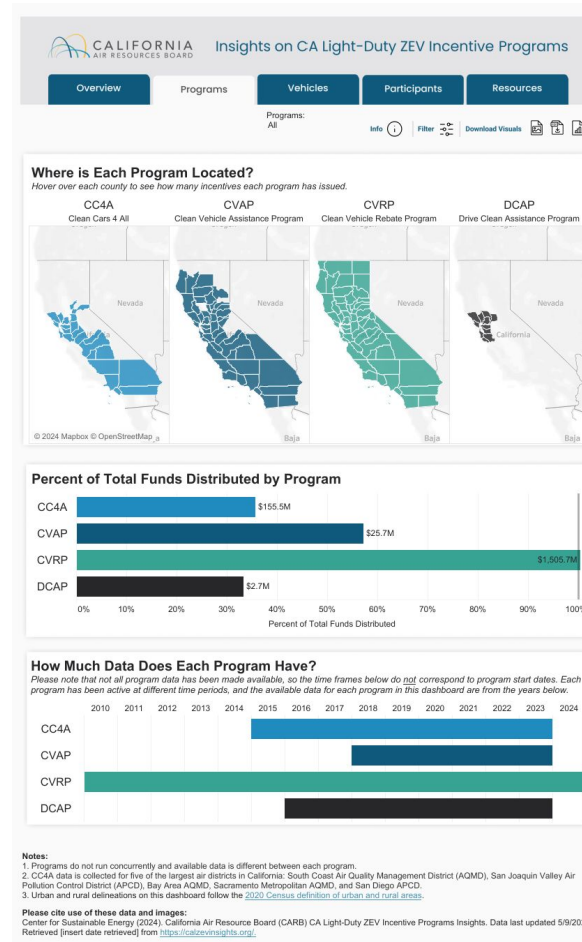 CALIFORNIA
AIR RESOURCES BOARD
Insights on CA Light-Duty ZEV Incentive Programs
Overview
Programs
Vehicles
Participants
Resources
Programs:
All
Info
Filter
Download Visuals
Where is Each Program Located?
Hover over each county to see how many incentives each program has issued.
CC4A
Clean Cars 4 All
CVAP
Clean Vehicle Assistance Program
CVRP
Clean Vehicle Rebate Program
DCAP
Drive Clean Assistance Program
Nevada
Nevada
Nevada
Nevada
California
© 2024 Mapbox © OpenStreetMap
Baja
Baja
Baja
Percent of Total Funds Distributed by Program
CC4A
$155.5M
CVAP
$25.7M
CVRP
$1,505.7M
DCAP
$2.7M
0% 10% 20% 30% 40% 50% 60% 70% 80% 90% 100%
Percent of Total Funds Distributed
How Much Data Does Each Program Have?
Please note that not all program data has been made available, so the time frames below do not correspond to program start dates. Each
program has been active at different time periods, and the available data for each program in this dashboard are from the years below.
2010 2011 2012 2013 2014 2015 2016 2017 2018 2019 2020 2021 2022 2023 2024
CC4A
CVAP
CVRP
DCAP
Notes:
1. Programs do not run concurrently and available data is different between each program.
2. CC4A data is collected for five of the largest air districts in California: South Coast Air Quality Management District (AQMD), San Joaquin Valley Air
Pollution Control District (APCD), Bay Area AQMD, Sacramento Metropolitan AQMD, and San Diego APCD.
3. Urban and rural delineations on this dashboard follow the 2020 Census definition of urban and rural areas.
Please cite use of these data and images:
Center for Sustainable Energy (2024). California Air Resource Board (CARB) CA Light-Duty ZEV Incentive Programs Insights. Data last updated 5/9/202
Retrieved [insert date retrieved] from https://calzevinsights.org/.